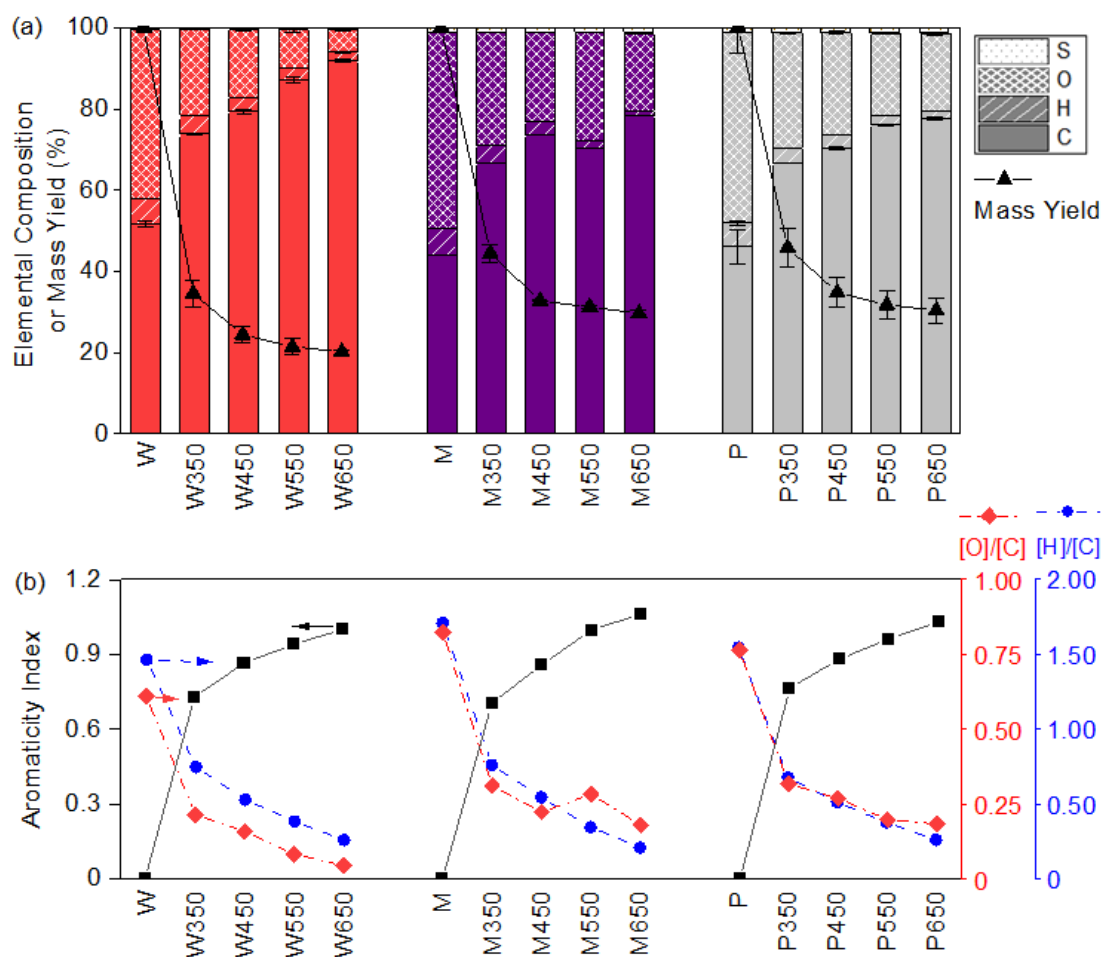 (a)
Elemental Composition
or Mass Yield (%)
100
80
60
40
20
0
W
W350
W450
W550
W650
M
M350
M450
M550
M650
P
P350
P450
P550
P650
S
O
H
C
Mass Yield
(b)
Aromaticity Index
1.2
0.9
0.6
0.3
0
W
W350
W450
W550
W650
M
M350
M450
M550
M650
P
P350
P450
P550
P650
[O]/[C]
[H]/[C]
1.00
0.75
0.50
0.25
0
2.00
1.50
1.00
0.50
0